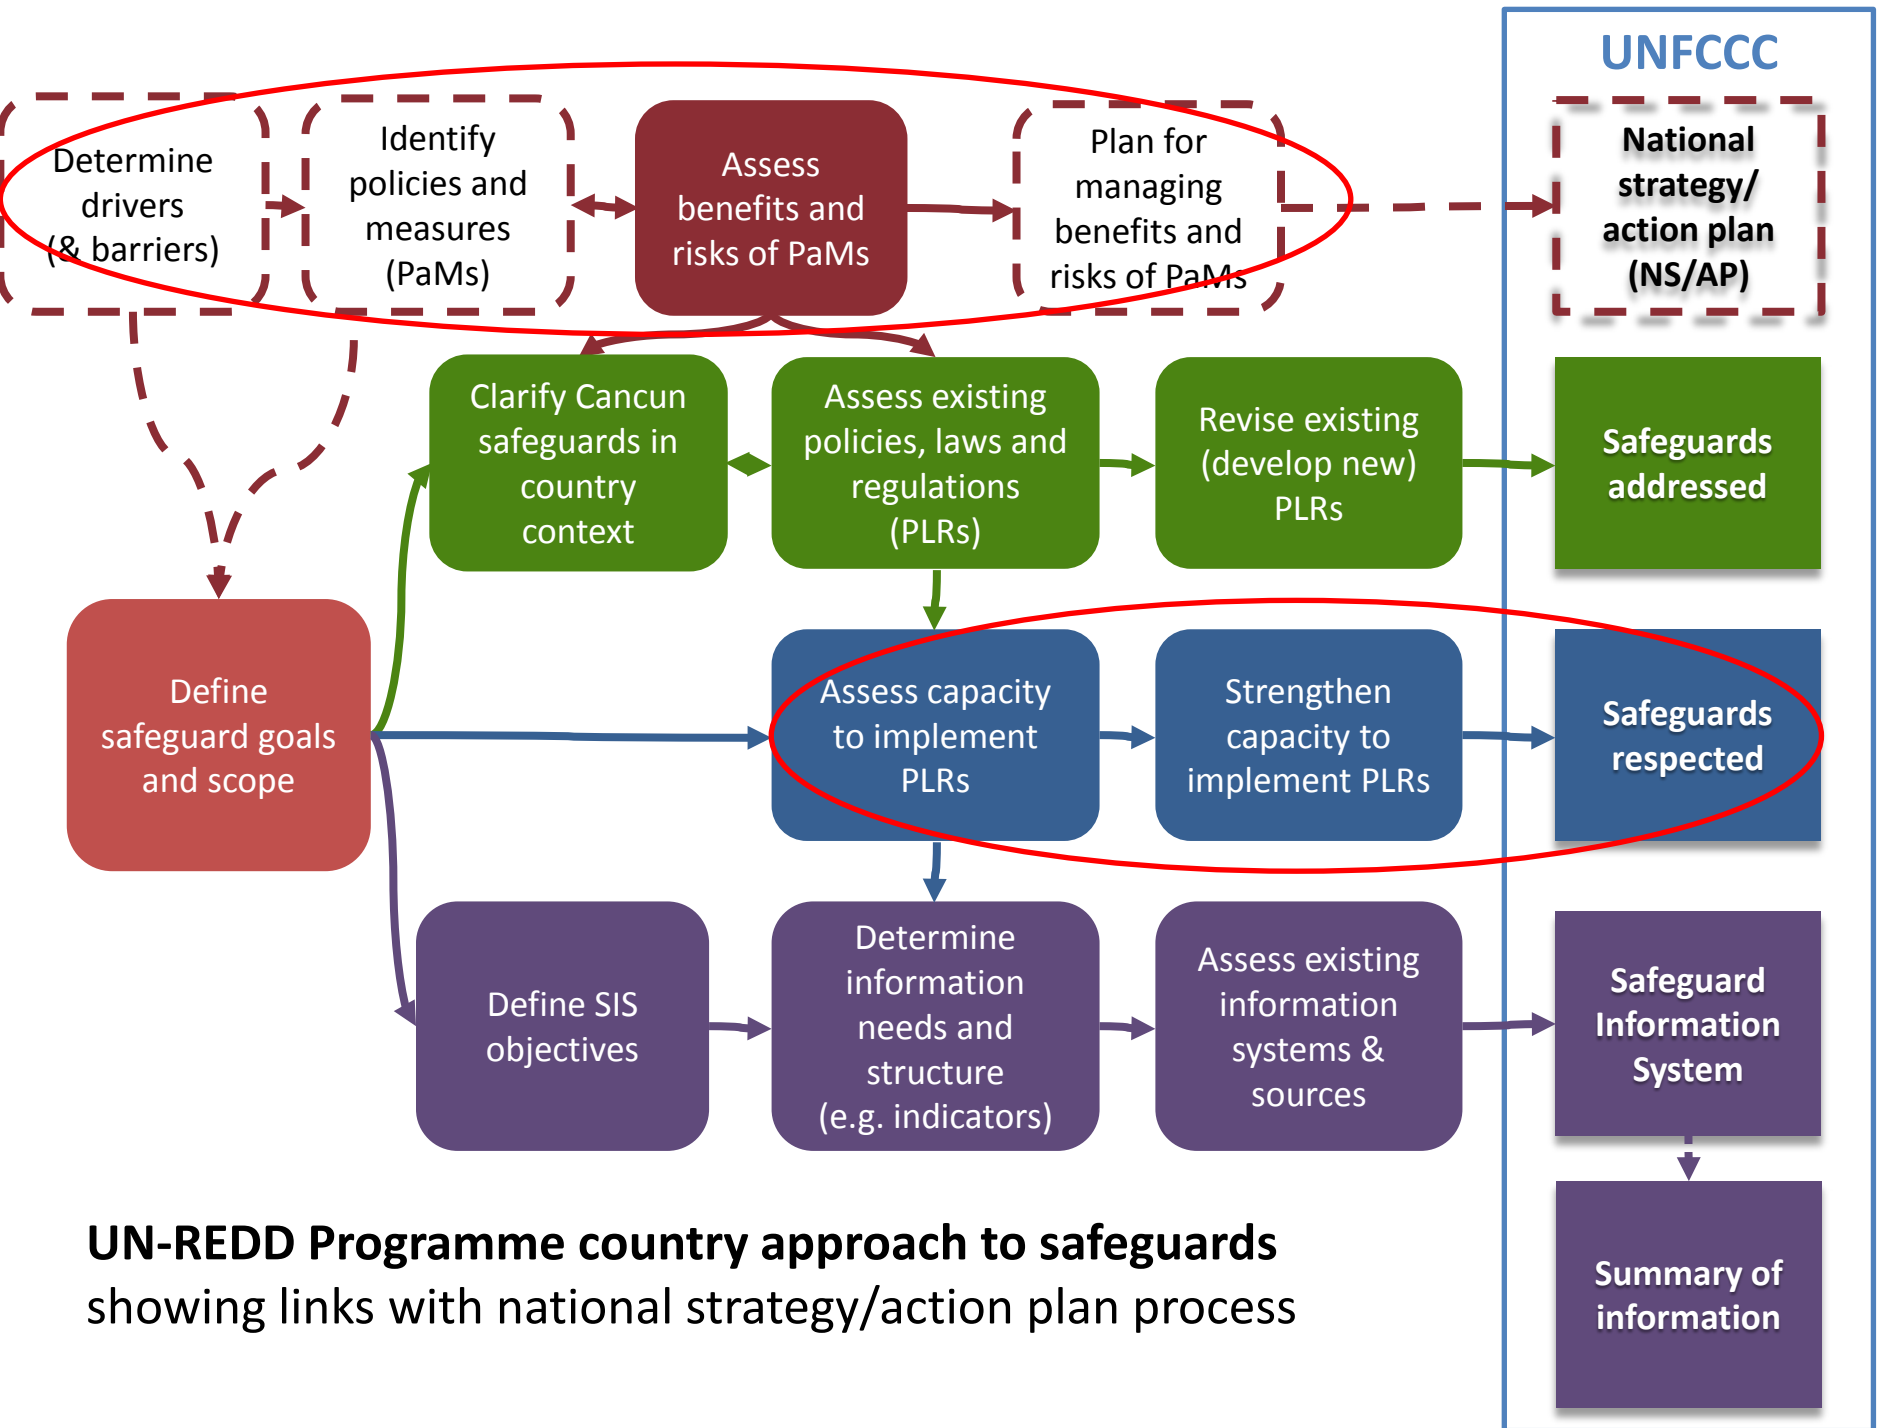 UNFCCC
Determine
drivers
(& barriers)
Identify
policies and
measures
(PaMs)
Assess
benefits and
risks of PaMs
Plan for
managing
benefits and
risks of PaMs
National
strategy/
action plan
(NS/AP)
Clarify Cancun
safeguards in
country
context
Assess existing
policies, laws and
regulations
(PLRs)
Revise existing
(develop new)
PLRs
Safeguards
addressed
Define
safeguard goals
and scope
Assess capacity
to implement
PLRs
Strengthen
capacity to
implement PLRs
Safeguards
respected
Define SIS
objectives
Determine
information
needs and
structure
(e.g. indicators)
Assess existing
information
systems &
sources
Safeguard
Information
System
Summary of
information
UN-REDD Programme country approach to safeguards
showing links with national strategy/action plan process